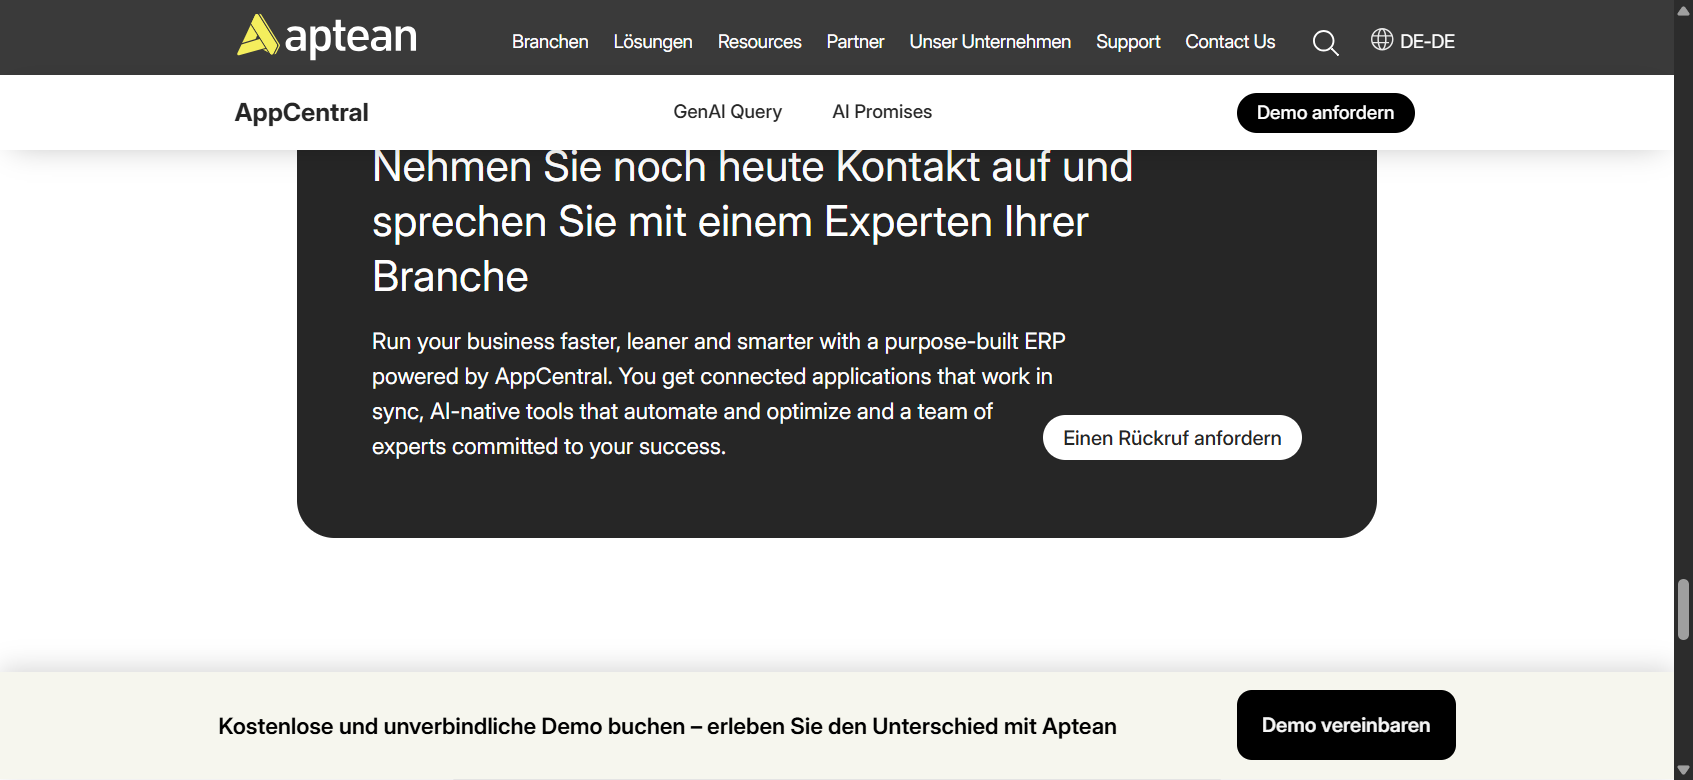 aptean
Branchen Lösungen Resources Partner Unser Unternehmen Support Contact Us DE-DE
AppCentral GenAI Query AI Promises Demo anfordern
Nehmen Sie noch heute Kontakt auf und
sprechen Sie mit einem Experten Ihrer
Branche
Run your business faster, leaner and smarter with a purpose-built ERP
powered by AppCentral. You get connected applications that work in
sync, AI-native tools that automate and optimize and a team of
experts committed to your success.
Einen Rückruf anfordern
Kostenlose und unverbindliche Demo buchen – erleben Sie den Unterschied mit Aptean
Demo vereinbaren